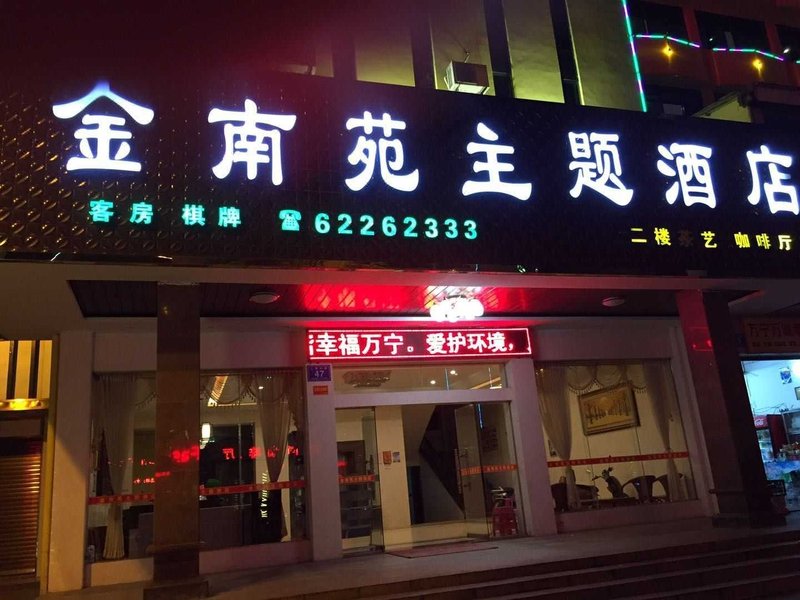 金南苑主题酒店
客房 棋牌 ☎62262333
二楼茶艺 咖啡厅
幸福万宁。爱护环境,
47